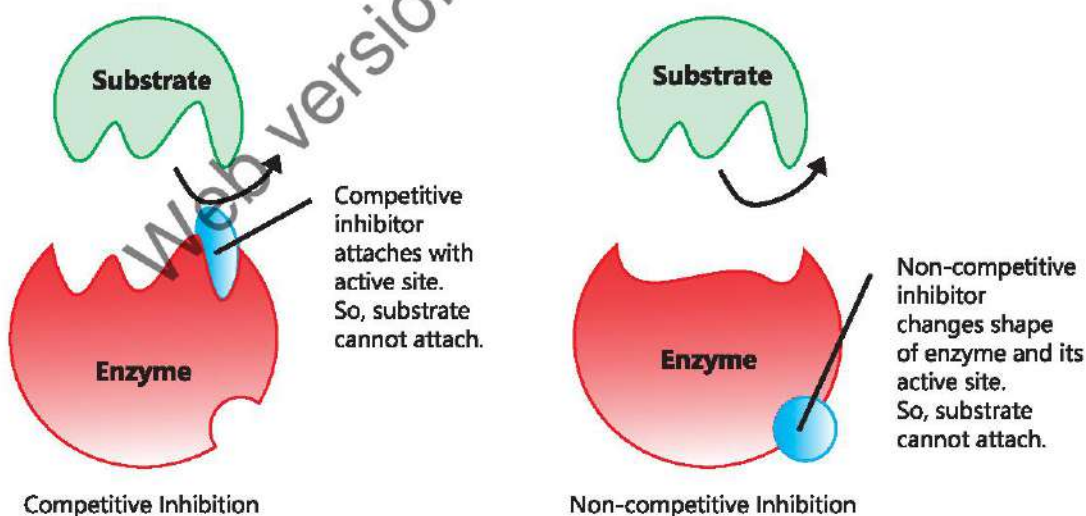 Substrate
Web version
Competitive
inhibitor
attaches with
active site.
So, substrate
cannot attach.
Enzyme
Competitive Inhibition
Substrate
Non-competitive
inhibitor
changes shape
of enzyme and its
active site.
So, substrate
cannot attach.
Enzyme
Non-competitive Inhibition